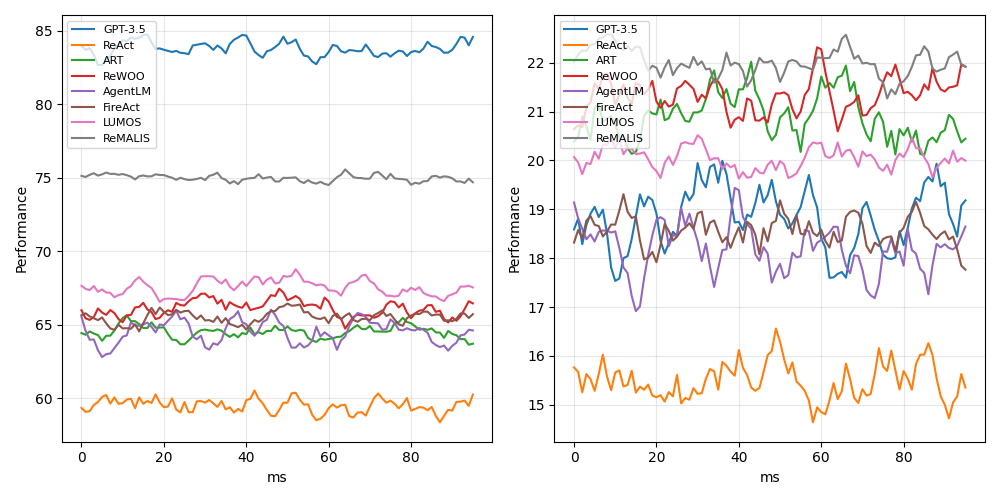 GPT-3.5
ReAct
ART
ReWOO
AgentLM
FireAct
LUMOS
ReMALIS
85
80
75
70
65
60
Performance
0 20 40 60 80
ms
GPT-3.5
ReAct
ART
ReWOO
AgentLM
FireAct
LUMOS
ReMALIS
22
21
20
19
18
17
16
15
Performance
0 20 40 60 80
ms